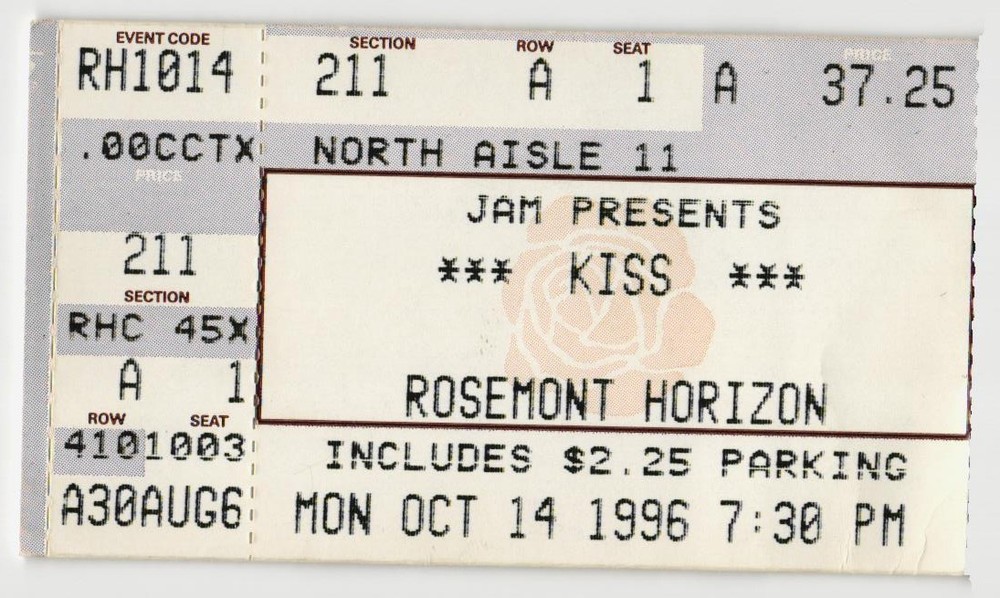 EVENT CODE
RH1014
.00CCTX
PRICE
211
SECTION
RHC 45X
A 1
ROW SEAT
4101003
A30AUG6
SECTION ROW SEAT PRICE
211 A 1 A 37.25
NORTH AISLE 11
JAM PRESENTS
*** KISS ***
ROSEMONT HORIZON
INCLUDES $2.25 PARKING
MON OCT 14 1996 7:30 PM